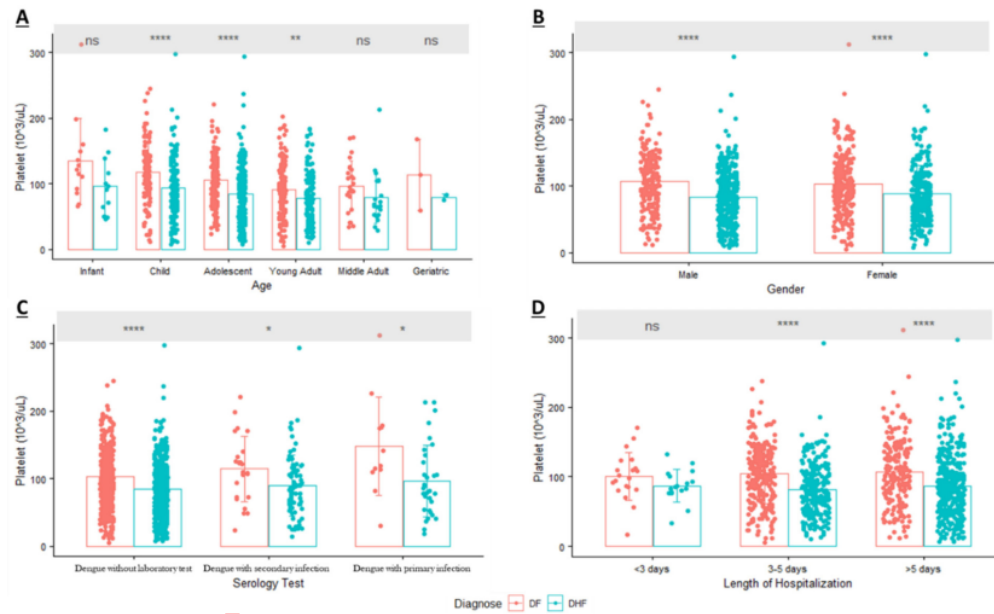 A
ns **** **** ** ns ns
300
200
100
0
Platelet (10^3/uL)
Infant Child Adolescent Young Adult Middle Adult Geriatric
Age
B
**** ****
300
200
100
0
Platelet (10^3/uL)
Male Female
Gender
C
**** * *
300
200
100
0
Platelet (10^3/uL)
Dengue without laboratory test Dengue with secondary infection Dengue with primary infection
Serology Test
D
ns **** ****
300
200
100
0
Platelet (10^3/uL)
<3 days 3-5 days >5 days
Length of Hospitalization
Diagnose DF DHF